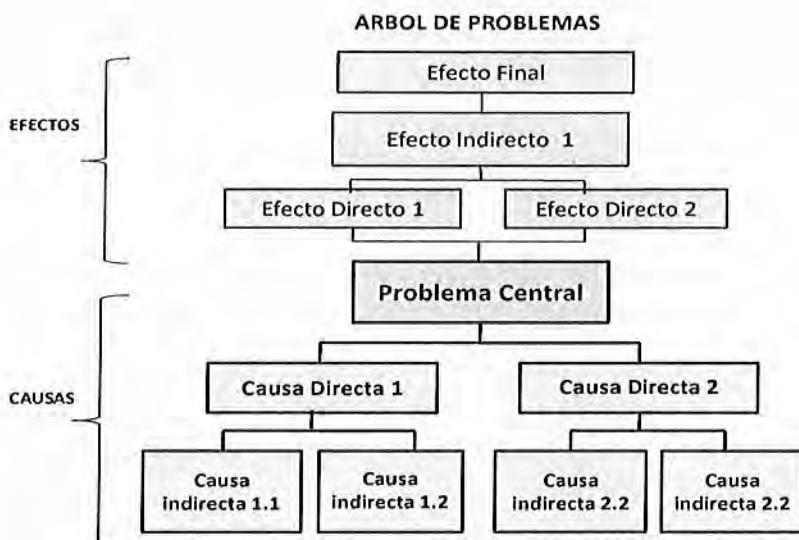 ARBOL DE PROBLEMAS
Efecto Final
EFECTOS
Efecto Indirecto 1
Efecto Directo 1
Efecto Directo 2
Problema Central
Causa Directa 1
Causa Directa 2
CAUSAS
Causa
indirecta 1.1
Causa
indirecta 1.2
Causa
indirecta 2.2
Causa
indirecta 2.2